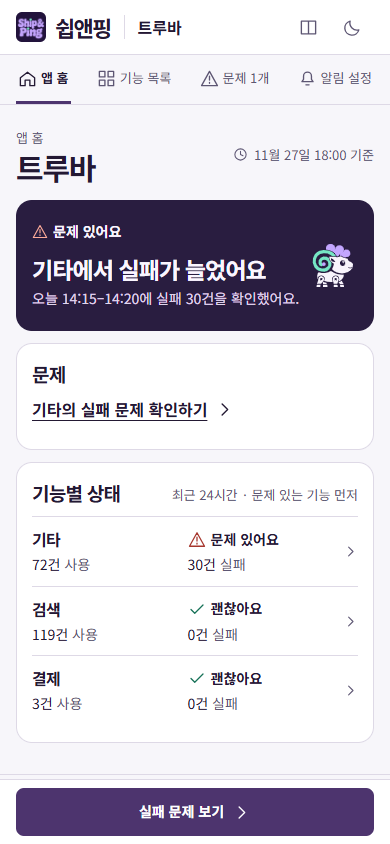 Ship&
Ping
쉽앤핑
트루바
앱 홈
기능 목록
문제 1개
알림 설정
앱 홈
트루바
11월 27일 18:00 기준
문제 있어요
기타에서 실패가 늘었어요
오늘 14:15–14:20에 실패 30건을 확인했어요.
문제
기타의 실패 문제 확인하기
기능별 상태
최근 24시간 · 문제 있는 기능 먼저
기타
문제 있어요
72건 사용
30건 실패
검색
괜찮아요
119건 사용
0건 실패
결제
괜찮아요
3건 사용
0건 실패
실패 문제 보기